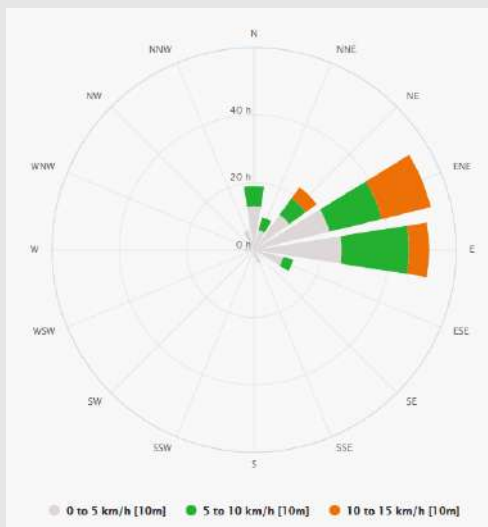 N
NNW
NNE
NW
NE
40 h
WNW
ENE
20 h
0 h
W
E
WSW
ESE
SW
SE
SSW
SSE
S
0 to 5 km/h [10m]
5 to 10 km/h [10m]
10 to 15 km/h [10m]